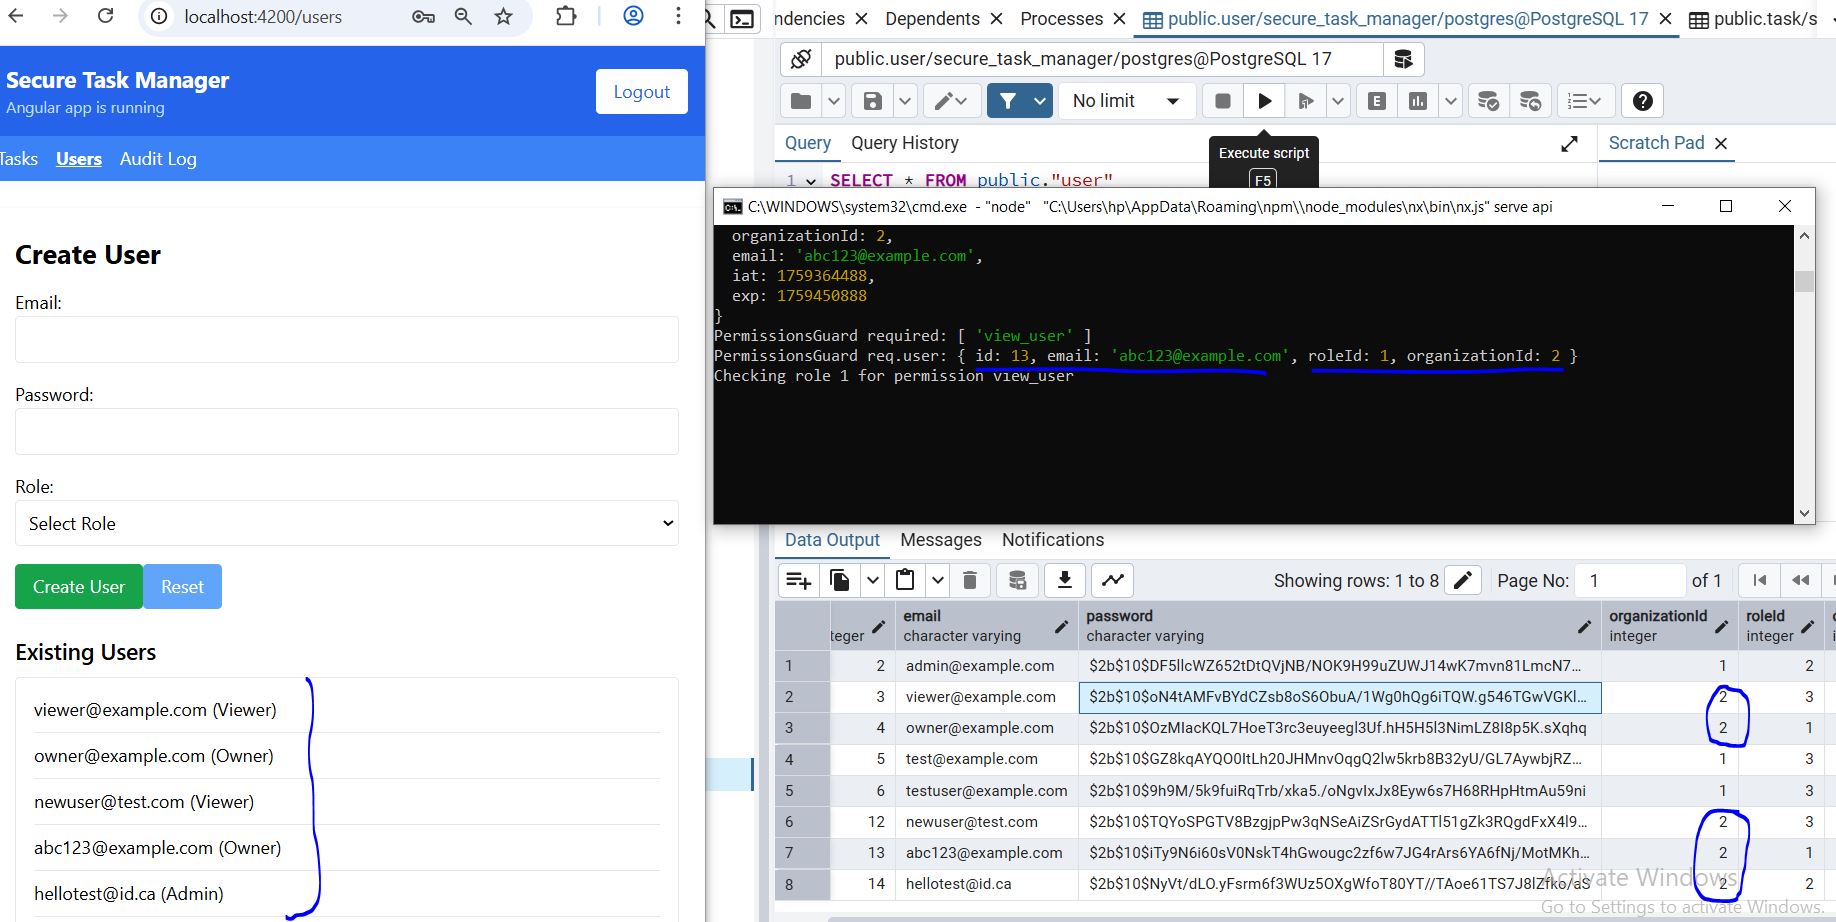 localhost:4200/users
Secure Task Manager
Angular app is running
Logout
Tasks Users Audit Log
Create User
Email:
Password:
Role:
Select Role
Create User Reset
Existing Users
viewer@example.com (Viewer)
owner@example.com (Owner)
newuser@test.com (Viewer)
abc123@example.com (Owner)
hellotest@id.ca (Admin)
ndencies Dependents Processes public.user/secure_task_manager/postgres@PostgreSQL 17 public.task/s
public.user/secure_task_manager/postgres@PostgreSQL 17
No limit E
Query Query History Scratch Pad
Execute script
F5
1 SELECT * FROM public."user"
C:\WINDOWS\system32\cmd.exe - "node" "C:\Users\hp\AppData\Roaming\npm\\node_modules\nx\bin\nx.js" serve api
organizationId: 2,
email: 'abc123@example.com',
iat: 1759364488,
exp: 1759450888
}
PermissionsGuard required: [ 'view_user' ]
PermissionsGuard req.user: { id: 13, email: 'abc123@example.com', roleId: 1, organizationId: 2 }
Checking role 1 for permission view_user
Data Output Messages Notifications
Showing rows: 1 to 8 Page No: 1 of 1
teger email character varying password character varying organizationId integer roleId integer
1 2 admin@example.com $2b$10$DF5llcWZ652tDtQVjNB/NOK9H99uZUWJ14wK7mvn81LmcN7... 1 2
2 3 viewer@example.com $2b$10$oN4tAMFvBYdCZsb8oS6ObuA/1Wg0hQg6iTQW.g546TGwVGKl... 2 3
3 4 owner@example.com $2b$10$OzMIacKQL7HoeT3rc3euyeegl3Uf.hH5H5l3NimLZ8I8p5K.sXqhq 2 1
4 5 test@example.com $2b$10$GZ8kqAYQO0ItLh20JHMnvOqgQ2lw5krb8B32yU/GL7AywbjRZ... 1 3
5 6 testuser@example.com $2b$10$9h9M/5k9fuiRqTrb/xka5./oNgvIxJx8Eyw6s7H68RHpHtmAu59ni 1 3
6 12 newuser@test.com $2b$10$TQYoSPGTV8BzgjpPw3qNSeAiZSrGydATTl51gZk3RQgdFxX4l9... 2 3
7 13 abc123@example.com $2b$10$iTy9N6i60sV0NskT4hGwougc2zf6w7JG4rArs6YA6fNj/MotMKh... 2 1
8 14 hellotest@id.ca $2b$10$NyVt/dLO.yFsrm6f3WUz5OXgWfoT80YT//TAoe61TS7J8lZfko/aS 2 2
Activate Windows
Go to Settings to activate Windows.